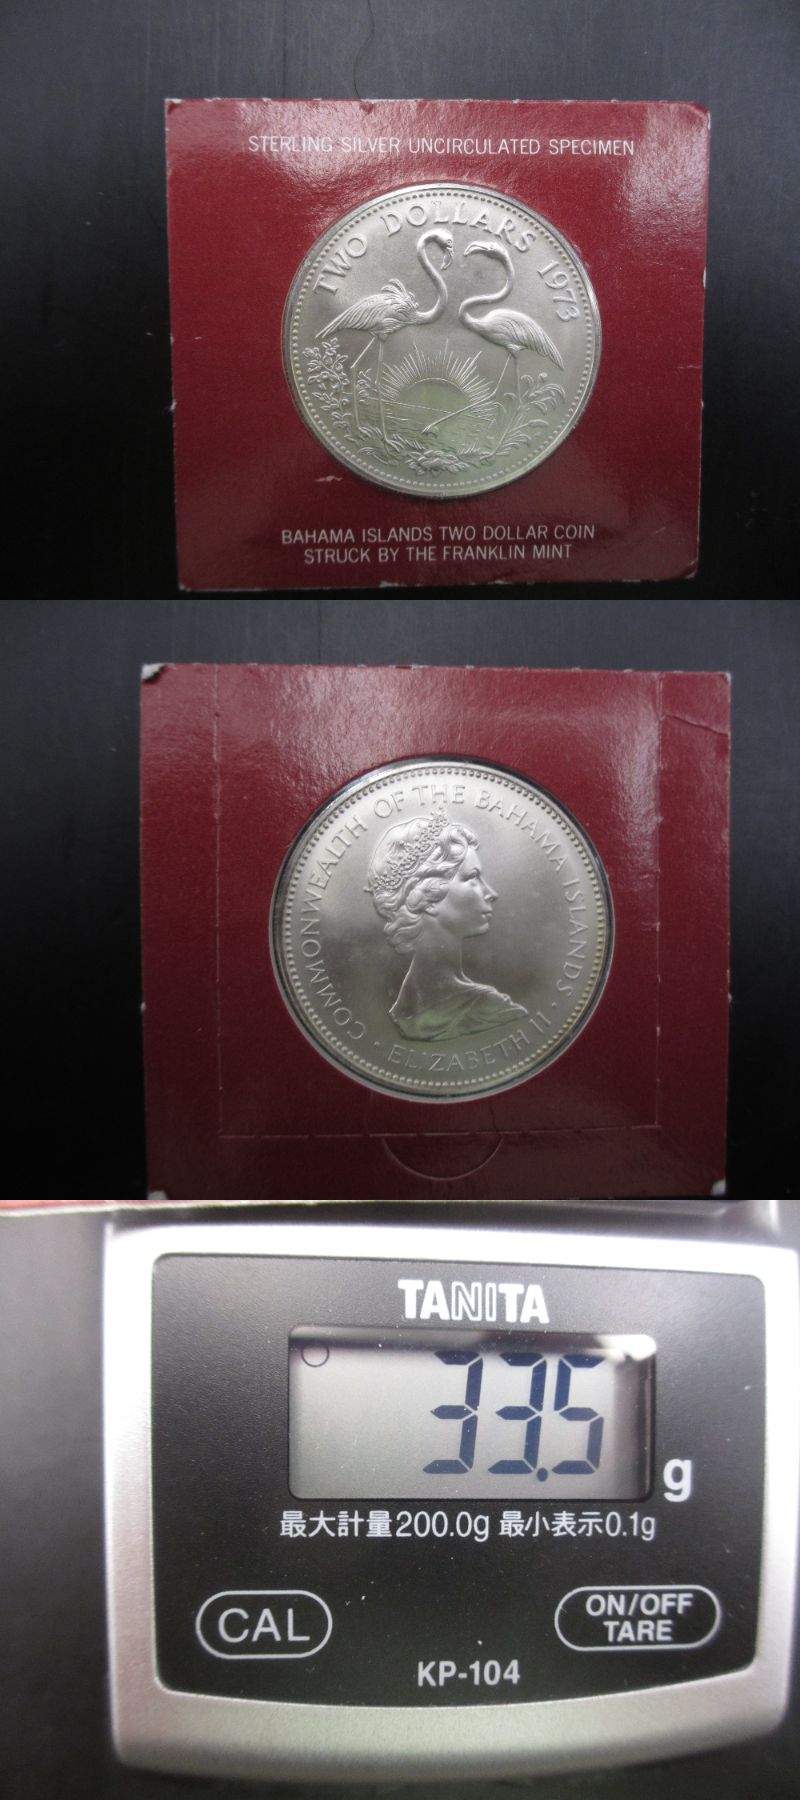 STERLING SILVER UNCIRCULATED SPECIMEN
TWO DOLLARS 1973
BAHAMA ISLANDS TWO DOLLAR COIN
STRUCK BY THE FRANKLIN MINT
COMMONWEALTH OF THE BAHAMA ISLANDS
· ELIZABETH II ·
TANITA
33.5 g
最大計量200.0g 最小表示0.1g
CAL
ON/OFF
TARE
KP-104